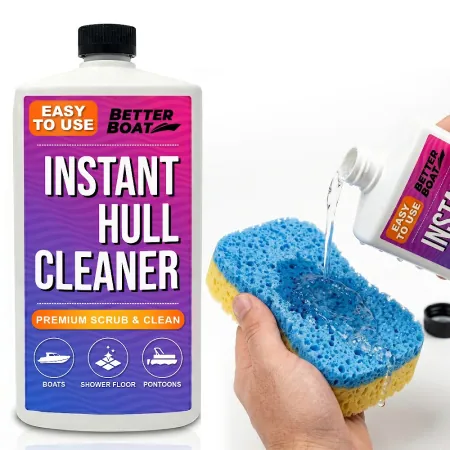 EASY
TO USE
BETTER
BOAT
INSTANT
HULL
CLEANER
PREMIUM SCRUB & CLEAN
BOATS
SHOWER FLOOR
PONTOONS
BETTER
BOAT
EASY
TO USE
INSTA